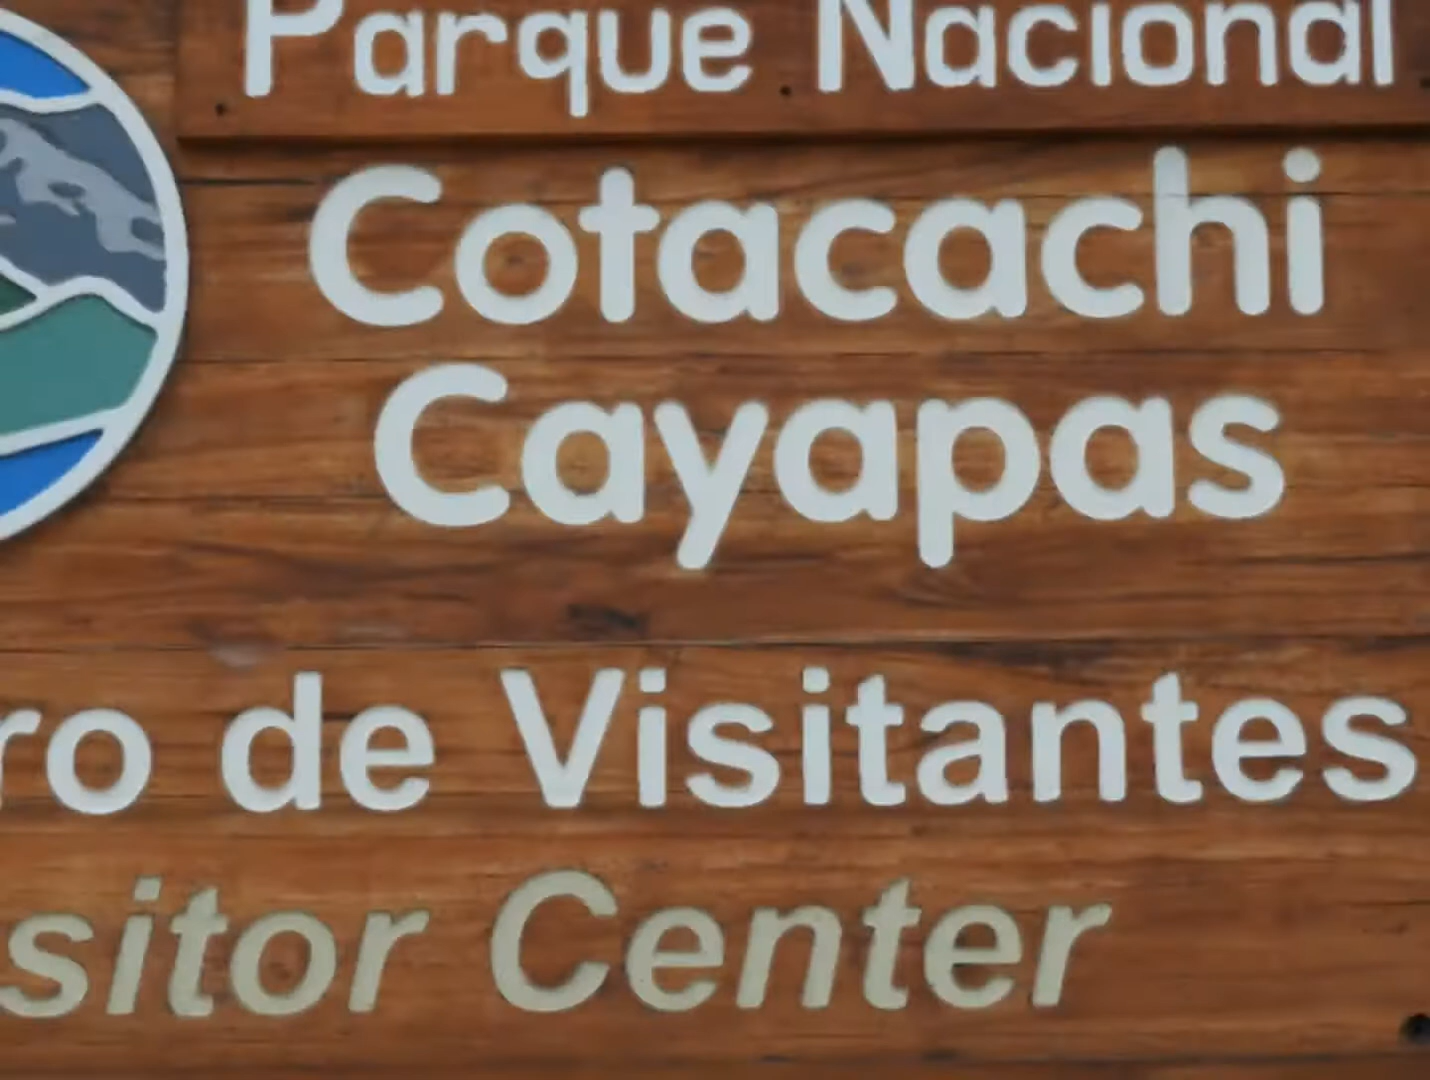 Parque Nacional
Cotacachi
Cayapas
ro de Visitantes
sitor Center